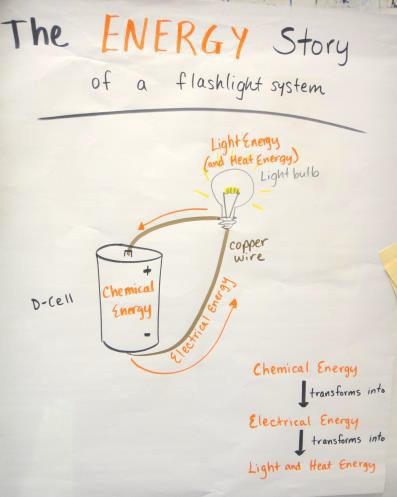 The ENERGY Story
of a flashlight system
Light Energy
(and Heat Energy)
Light bulb
copper
wire
+
Chemical
Energy
-
D-Cell
Electrical Energy
Chemical Energy
transforms into
Electrical Energy
transforms into
Light and Heat Energy